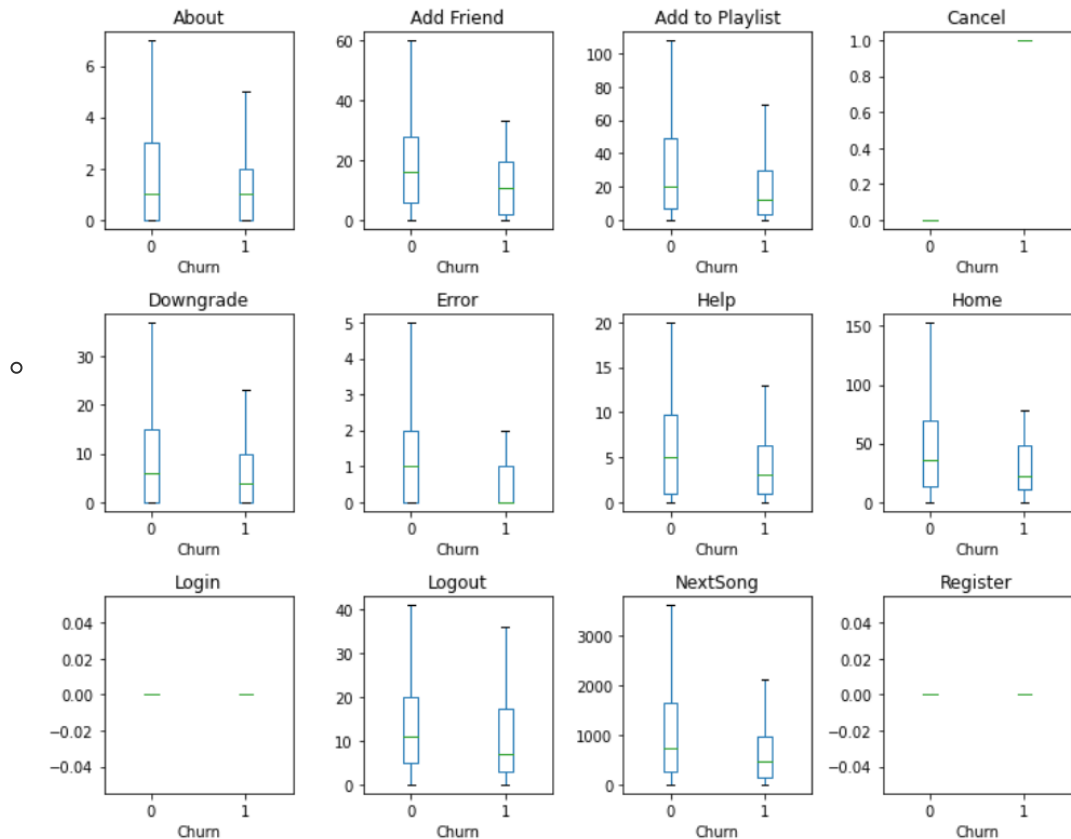 About
6
4
2
0
0 1
Churn
Add Friend
60
40
20
0
0 1
Churn
Add to Playlist
100
80
60
40
20
0
0 1
Churn
Cancel
1.0
0.8
0.6
0.4
0.2
0.0
0 1
Churn
Downgrade
30
20
10
0
0 1
Churn
Error
5
4
3
2
1
0
0 1
Churn
Help
20
15
10
5
0
0 1
Churn
Home
150
100
50
0
0 1
Churn
Login
0.04
0.02
0.00
−0.02
−0.04
0 1
Churn
Logout
40
30
20
10
0
0 1
Churn
NextSong
3000
2000
1000
0
0 1
Churn
Register
0.04
0.02
0.00
−0.02
−0.04
0 1
Churn